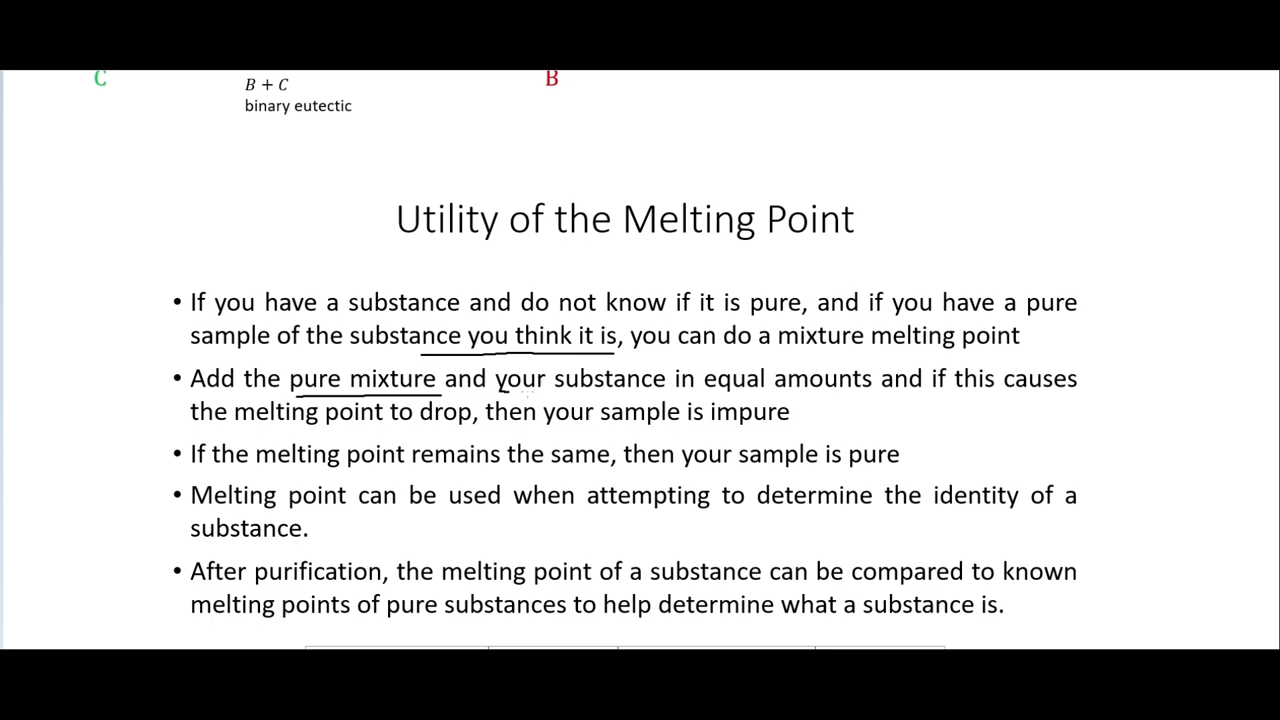 C
B + C
B
binary eutectic
Utility of the Melting Point
• If you have a substance and do not know if it is pure, and if you have a pure
sample of the substance you think it is, you can do a mixture melting point
• Add the pure mixture and your substance in equal amounts and if this causes
the melting point to drop, then your sample is impure
• If the melting point remains the same, then your sample is pure
• Melting point can be used when attempting to determine the identity of a
substance.
• After purification, the melting point of a substance can be compared to known
melting points of pure substances to help determine what a substance is.